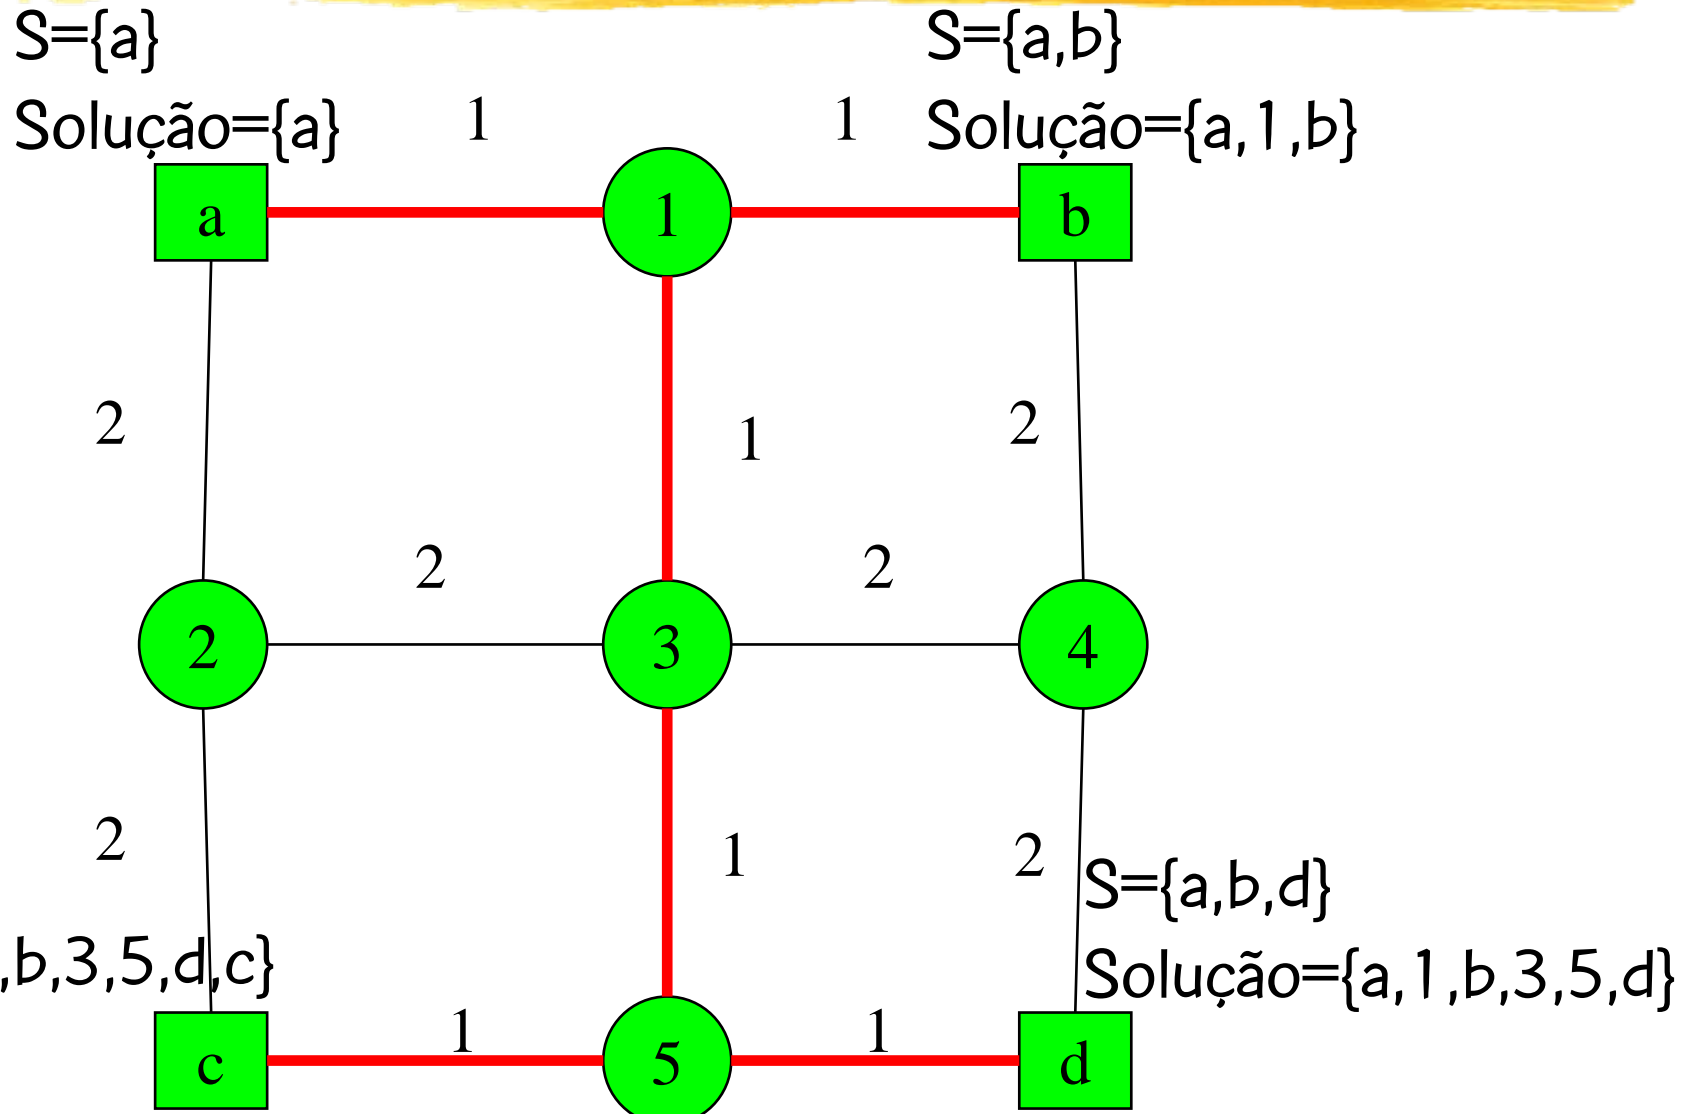 S={a}
Solução={a}
S={a,b}
Solução={a,1,b}
1
1
a
1
b
2
1
2
2
2
2
3
4
2
1
2
S={a,b,d}
Solução={a,1,b,3,5,d}
,b,3,5,d,c}
1
1
c
5
d